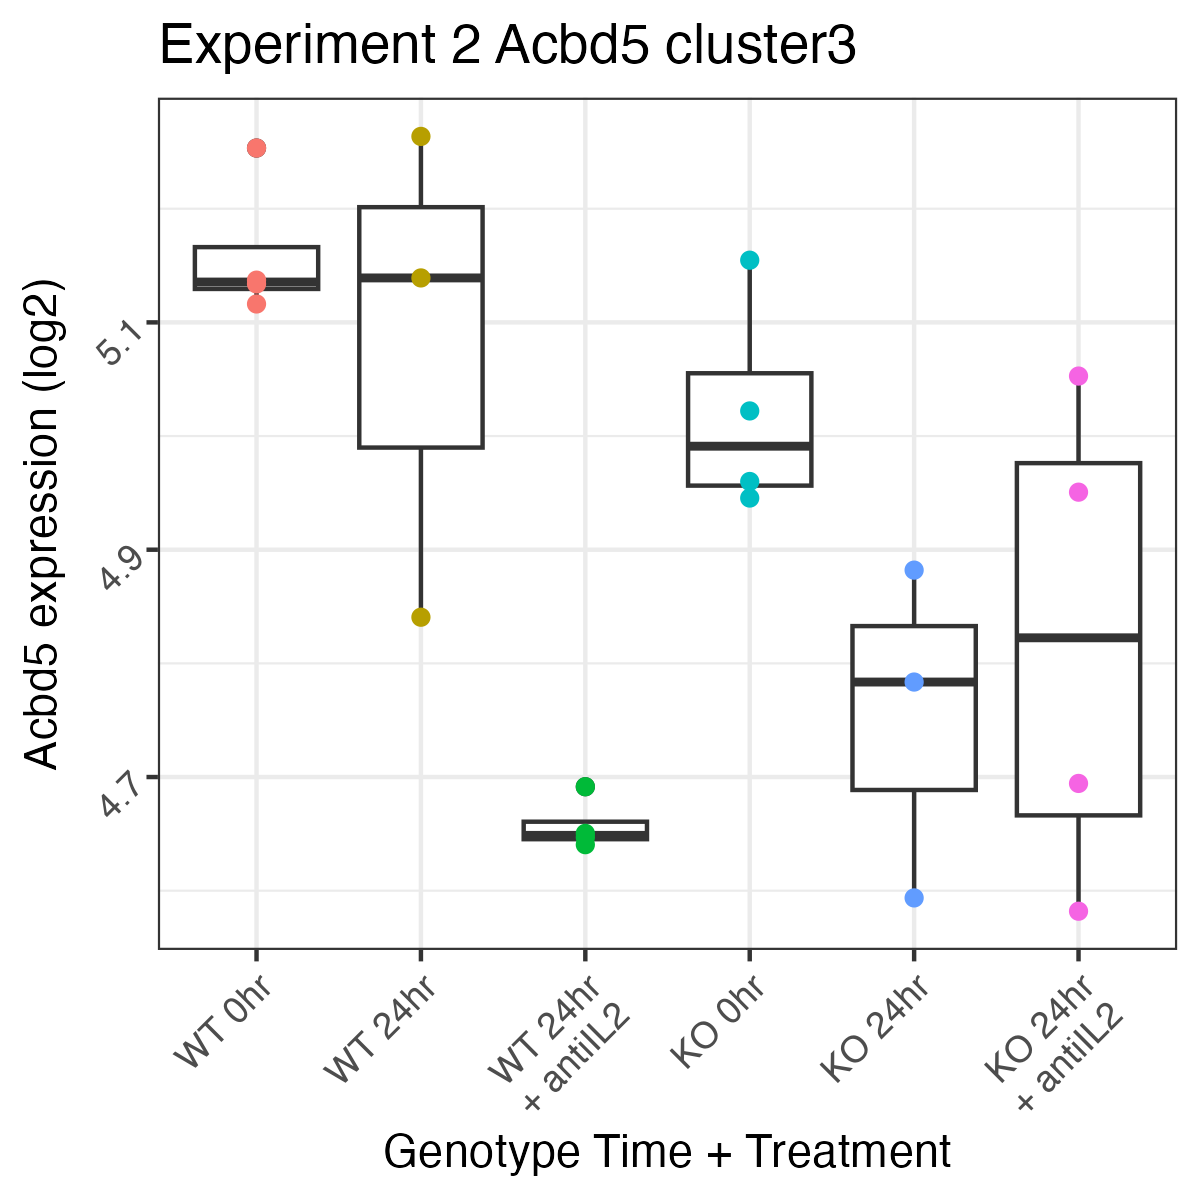 Experiment 2 Acbd5 cluster3
Acbd5 expression (log2)
5.1
4.9
4.7
WT 0hr
WT 24hr
WT 24hr
+ antiIL2
KO 0hr
KO 24hr
KO 24hr
+ antiIL2
Genotype Time + Treatment